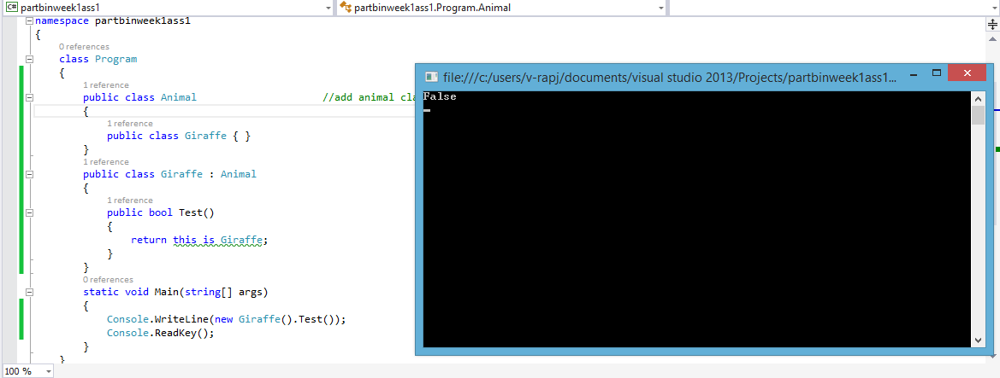 partbinweek1ass1 partbinweek1ass1.Program.Animal
namespace partbinweek1ass1
{
0 references
class Program
{
1 reference
public class Animal //add animal cla
{
1 reference
public class Giraffe { }
}
1 reference
public class Giraffe : Animal
{
1 reference
public bool Test()
{
return this is Giraffe;
}
}
0 references
static void Main(string[] args)
{
Console.WriteLine(new Giraffe().Test());
Console.ReadKey();
}
}
100 %
file:///c:/users/v-rapj/documents/visual studio 2013/Projects/partbinweek1ass1...
False